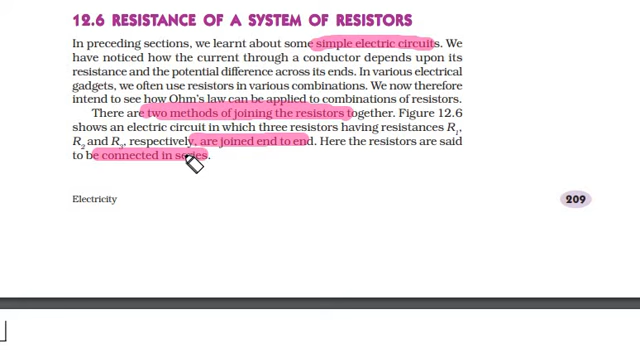 12.6 RESISTANCE OF A SYSTEM OF RESISTORS
In preceding sections, we learnt about some simple electric circuits. We
have noticed how the current through a conductor depends upon its
resistance and the potential difference across its ends. In various electrical
gadgets, we often use resistors in various combinations. We now therefore
intend to see how Ohm's law can be applied to combinations of resistors.
There are two methods of joining the resistors together. Figure 12.6
shows an electric circuit in which three resistors having resistances R₁,
R₂ and R₃, respectively, are joined end to end. Here the resistors are said
to be connected in series.
Electricity
209